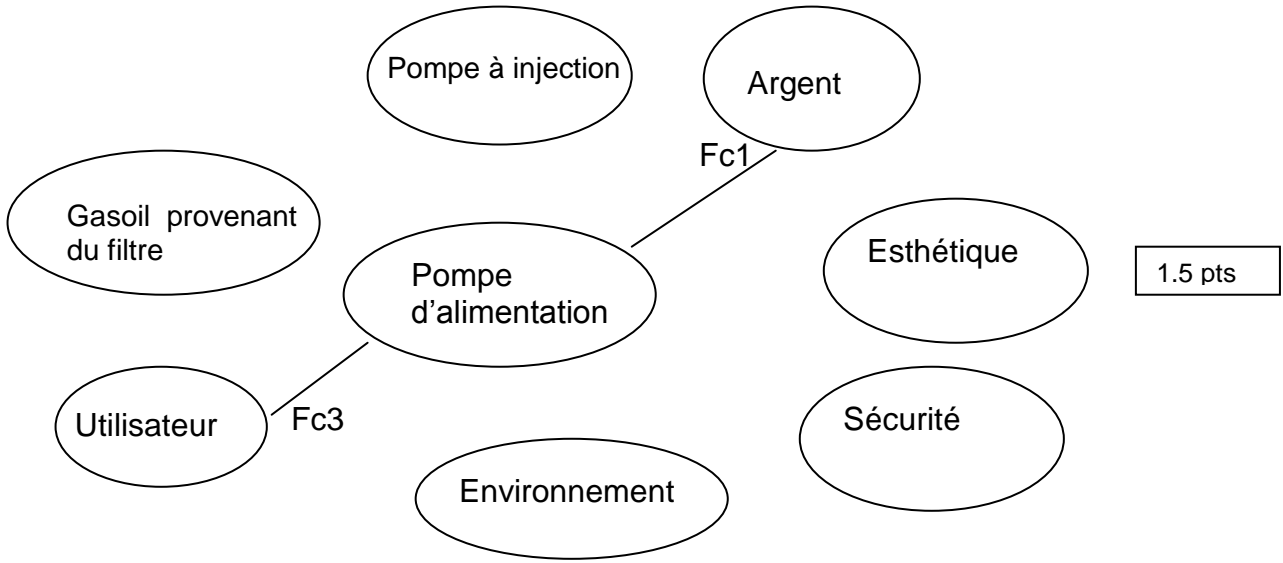 Pompe à injection
Argent
Fc1
Gasoil provenant
du filtre
Pompe
d’alimentation
Esthétique
1.5 pts
Utilisateur
Fc3
Sécurité
Environnement